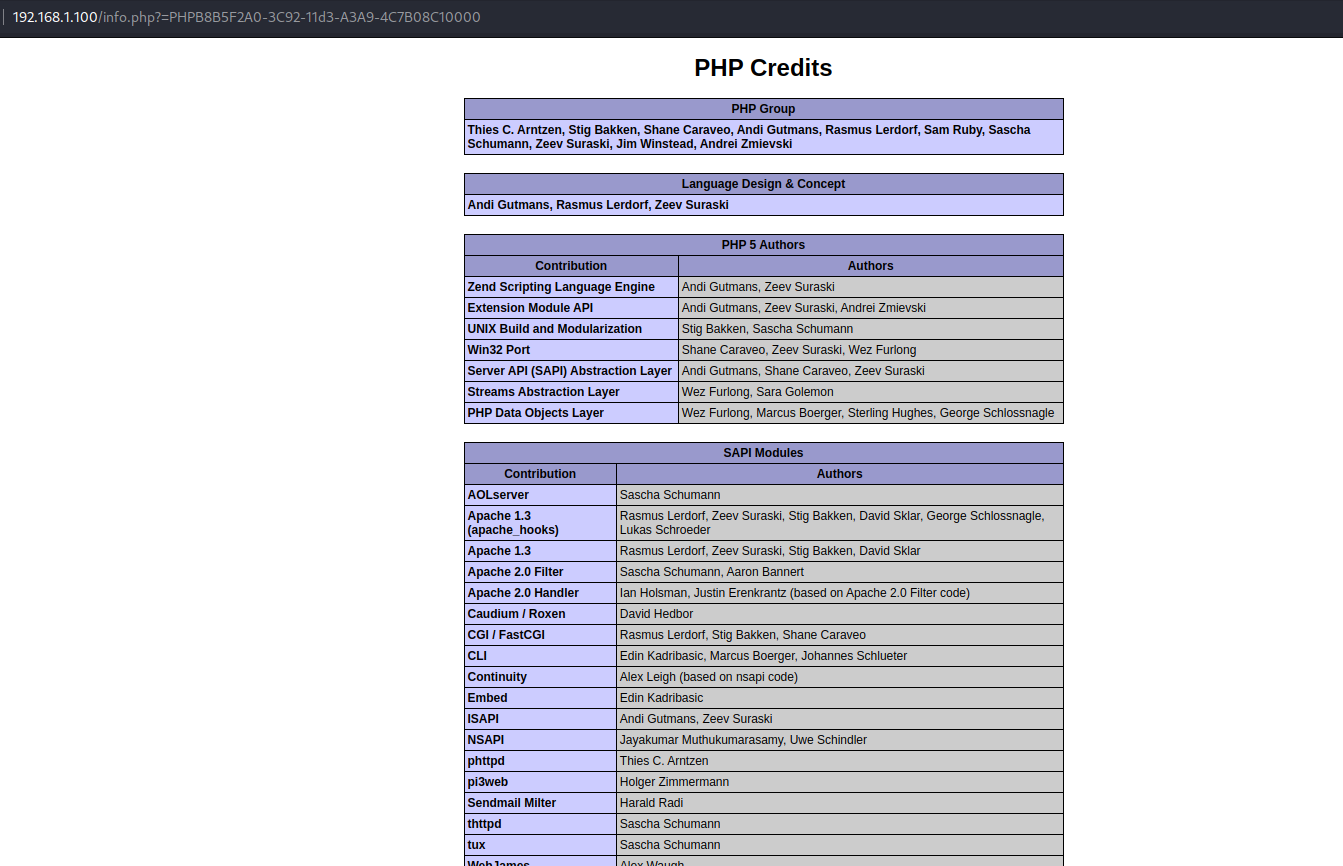 192.168.1.100/info.php?=PHPB8B5F2A0-3C92-11d3-A3A9-4C7B08C10000
PHP Credits
PHP Group
Thies C. Arntzen, Stig Bakken, Shane Caraveo, Andi Gutmans, Rasmus Lerdorf, Sam Ruby, Sascha
Schumann, Zeev Suraski, Jim Winstead, Andrei Zmievski
Language Design & Concept
Andi Gutmans, Rasmus Lerdorf, Zeev Suraski
PHP 5 Authors
Contribution Authors
Zend Scripting Language Engine Andi Gutmans, Zeev Suraski
Extension Module API Andi Gutmans, Zeev Suraski, Andrei Zmievski
UNIX Build and Modularization Stig Bakken, Sascha Schumann
Win32 Port Shane Caraveo, Zeev Suraski, Wez Furlong
Server API (SAPI) Abstraction Layer Andi Gutmans, Shane Caraveo, Zeev Suraski
Streams Abstraction Layer Wez Furlong, Sara Golemon
PHP Data Objects Layer Wez Furlong, Marcus Boerger, Sterling Hughes, George Schlossnagle
SAPI Modules
Contribution Authors
AOLserver Sascha Schumann
Apache 1.3 Rasmus Lerdorf, Zeev Suraski, Stig Bakken, David Sklar, George Schlossnagle,
(apache_hooks) Lukas Schroeder
Apache 1.3 Rasmus Lerdorf, Zeev Suraski, Stig Bakken, David Sklar
Apache 2.0 Filter Sascha Schumann, Aaron Bannert
Apache 2.0 Handler Ian Holsman, Justin Erenkrantz (based on Apache 2.0 Filter code)
Caudium / Roxen David Hedbor
CGI / FastCGI Rasmus Lerdorf, Stig Bakken, Shane Caraveo
CLI Edin Kadribasic, Marcus Boerger, Johannes Schlueter
Continuity Alex Leigh (based on nsapi code)
Embed Edin Kadribasic
ISAPI Andi Gutmans, Zeev Suraski
NSAPI Jayakumar Muthukumarasamy, Uwe Schindler
phttpd Thies C. Arntzen
pi3web Holger Zimmermann
Sendmail Milter Harald Radi
thttpd Sascha Schumann
tux Sascha Schumann
WebJames Alex Waugh